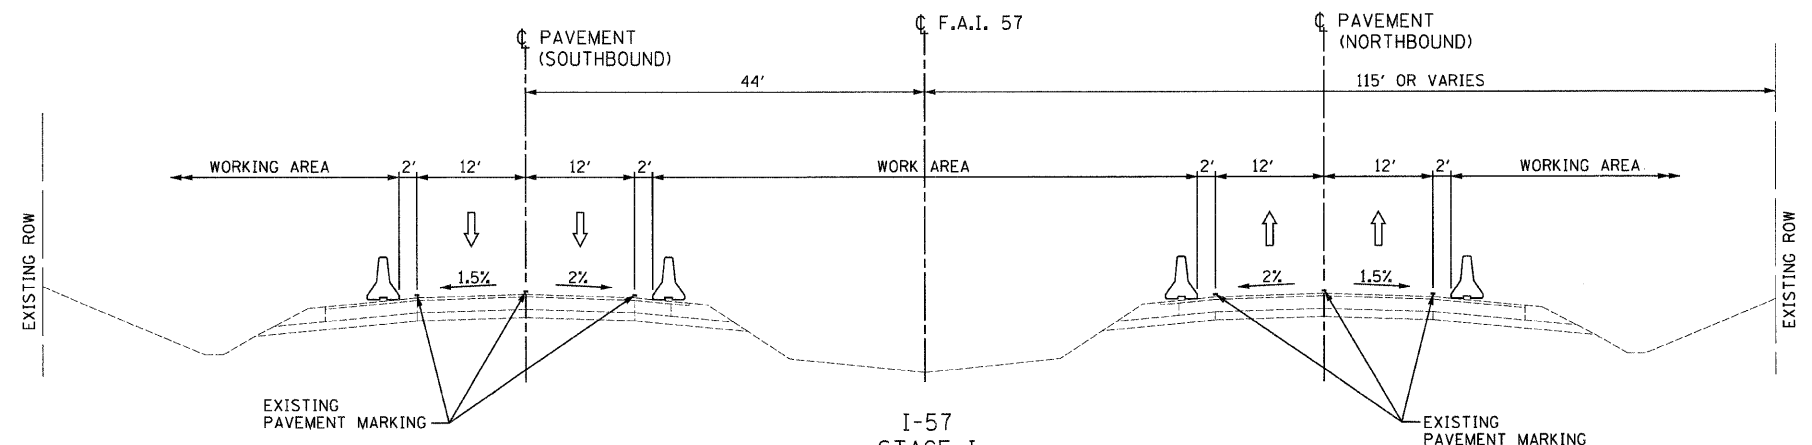 ℄ PAVEMENT
(SOUTHBOUND)
℄ F.A.I. 57
℄ PAVEMENT
(NORTHBOUND)
44'
115' OR VARIES
WORKING AREA
2'
12'
12'
2'
WORK AREA
2'
12'
12'
2'
WORKING AREA
EXISTING ROW
1.5%
2%
2%
1.5%
EXISTING ROW
EXISTING
PAVEMENT MARKING
I-57
STAGE I
EXISTING
PAVEMENT MARKING